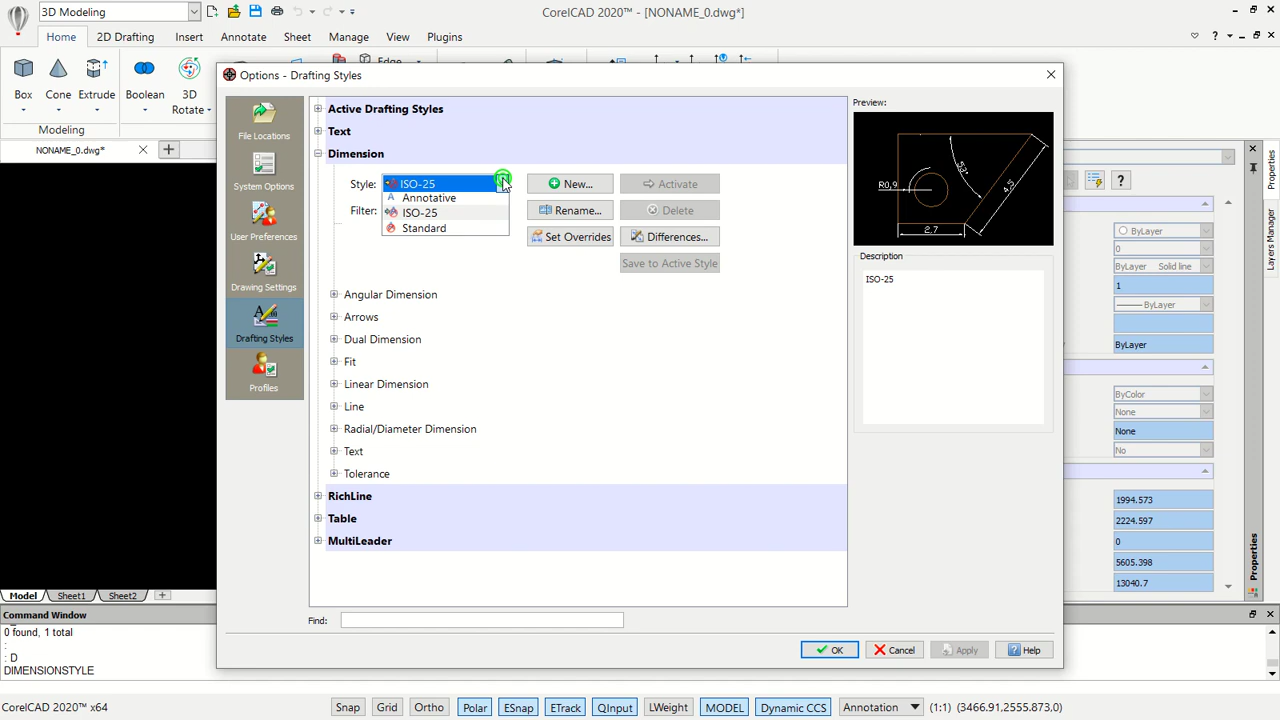 3D Modeling
CorelCAD 2020™ - [NONAME_0.dwg*]
Home
2D Drafting
Insert
Annotate
Sheet
Manage
View
Plugins
Edge
Box
Cone
Extrude
Boolean
3D
Rotate
Modeling
NONAME_0.dwg*
Options - Drafting Styles
File Locations
System Options
User Preferences
Drawing Settings
Drafting Styles
Profiles
Active Drafting Styles
Text
Dimension
Style:
ISO-25
Annotative
ISO-25
Standard
Filter:
New...
Activate
Rename...
Delete
Set Overrides
Differences...
Save to Active Style
Angular Dimension
Arrows
Dual Dimension
Fit
Linear Dimension
Line
Radial/Diameter Dimension
Text
Tolerance
RichLine
Table
MultiLeader
Find:
Preview:
R0,9
53°
4,5
2,7
Description
ISO-25
OK
Cancel
Apply
Help
ByLayer
0
ByLayer Solid line
1
ByLayer
ByLayer
ByColor
None
None
No
1994.573
2224.597
0
5605.398
13040.7
Properties
Layers Manager
Properties
Model
Sheet1
Sheet2
Command Window
0 found, 1 total
:
: D
DIMENSIONSTYLE
CorelCAD 2020™ x64
Snap
Grid
Ortho
Polar
ESnap
ETrack
QInput
LWeight
MODEL
Dynamic CCS
Annotation
(1:1)
(3466.91,2555.873,0)